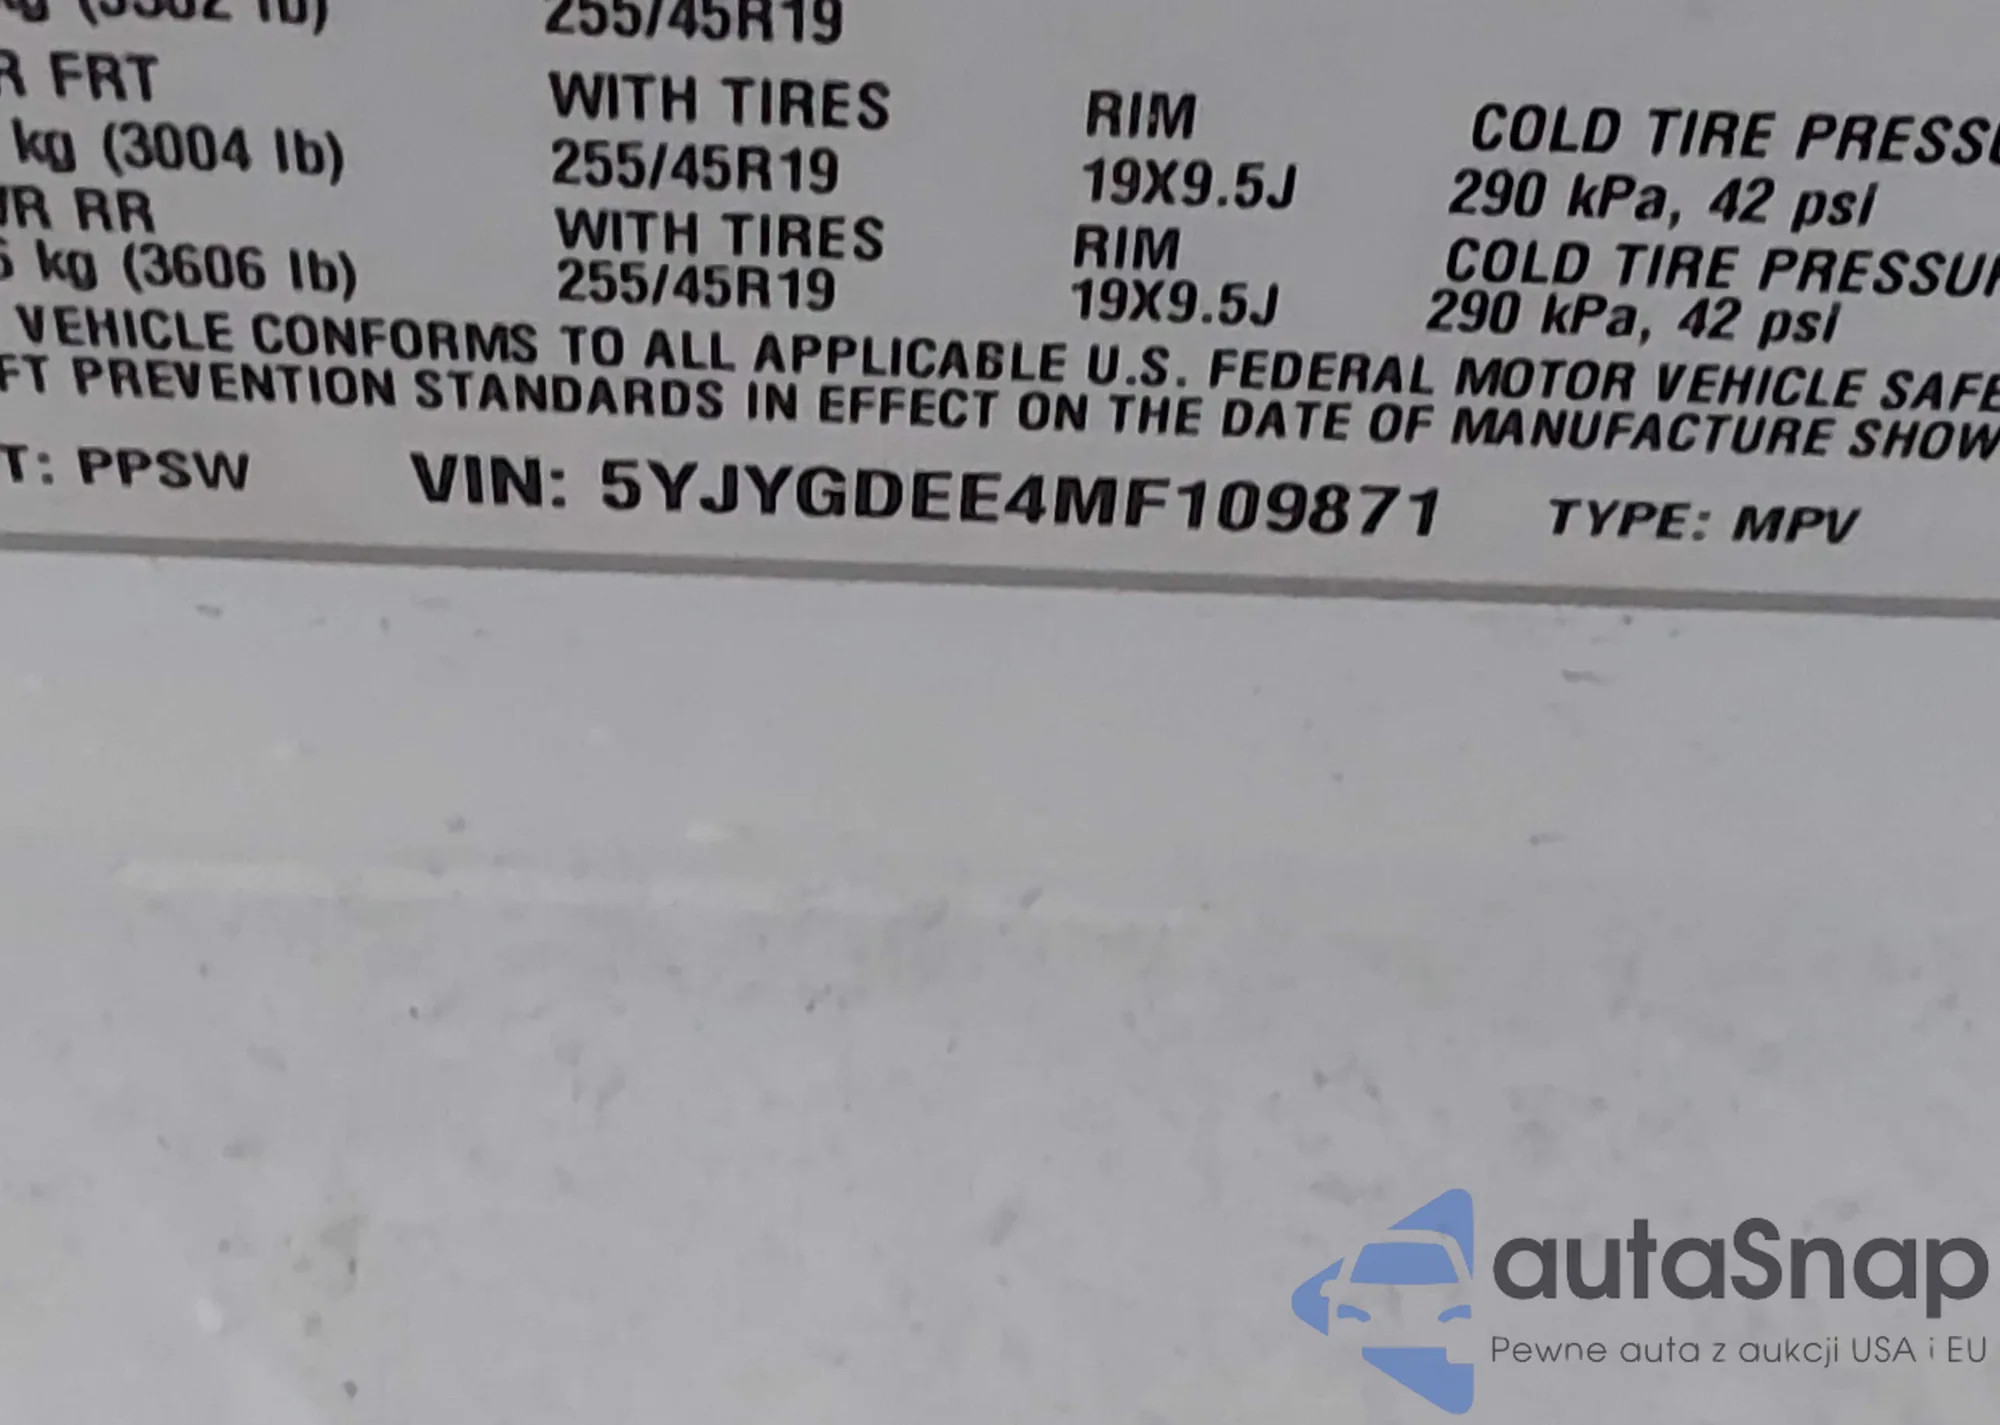 255/45R19
R FRT WITH TIRES RIM COLD TIRE
kg (3004 lb) 255/45R19 19X9.5J 290 kPa, 42 psi
RR WITH TIRES RIM COLD TIRE
kg (3606 lb) 255/45R19 19X9.5J 290 kPa, 42 psi
VEHICLE CONFORMS TO ALL APPLICABLE U.S. FEDERAL MOTOR VEHICLE
FT PREVENTION STANDARDS IN EFFECT ON THE DATE OF MANUFACTURE SHOW
T: PPSW VIN: 5YJYGDEE4MF109871 TYPE: MPV
autaSnap
Pewne auta z aukcji USA i EU